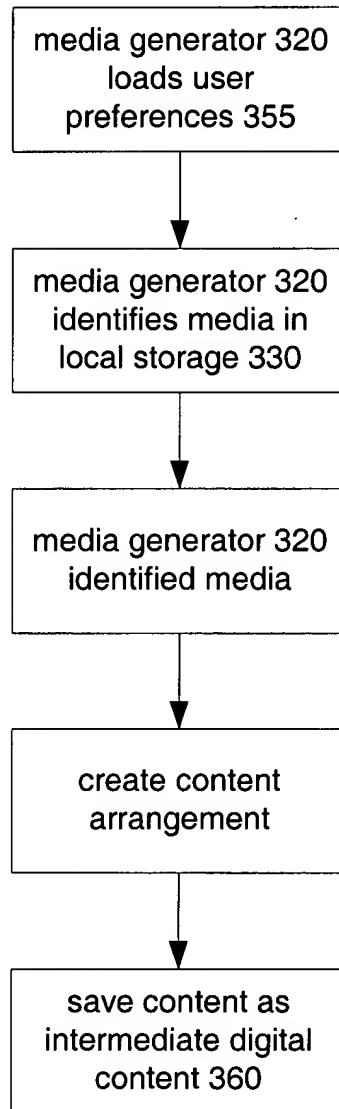 media generator 320
loads user
preferences 355
media generator 320
identifies media in
local storage 330
media generator 320
identified media
create content
arrangement
save content as
intermediate digital
content 360